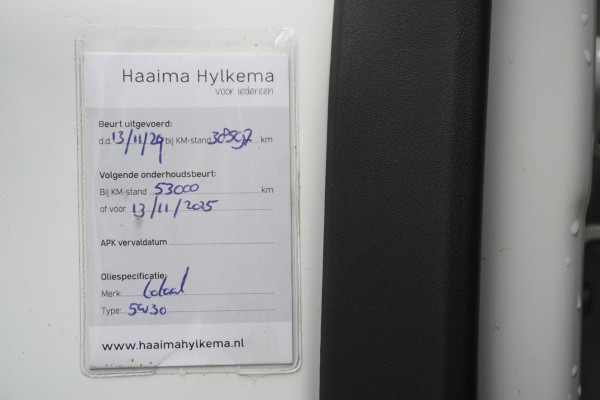 Haaima Hylkema
voor iedereen
Beurt uitgevoerd:
d.d. 13/11/24 bij KM-stand km
Volgende onderhoudsbeurt:
Bij KM-stand 53000 km
of vóór 13/11/2025
APK vervaldatum
Oliespecificatie:
Merk:
Type: 5W30
www.haaimahylkema.nl